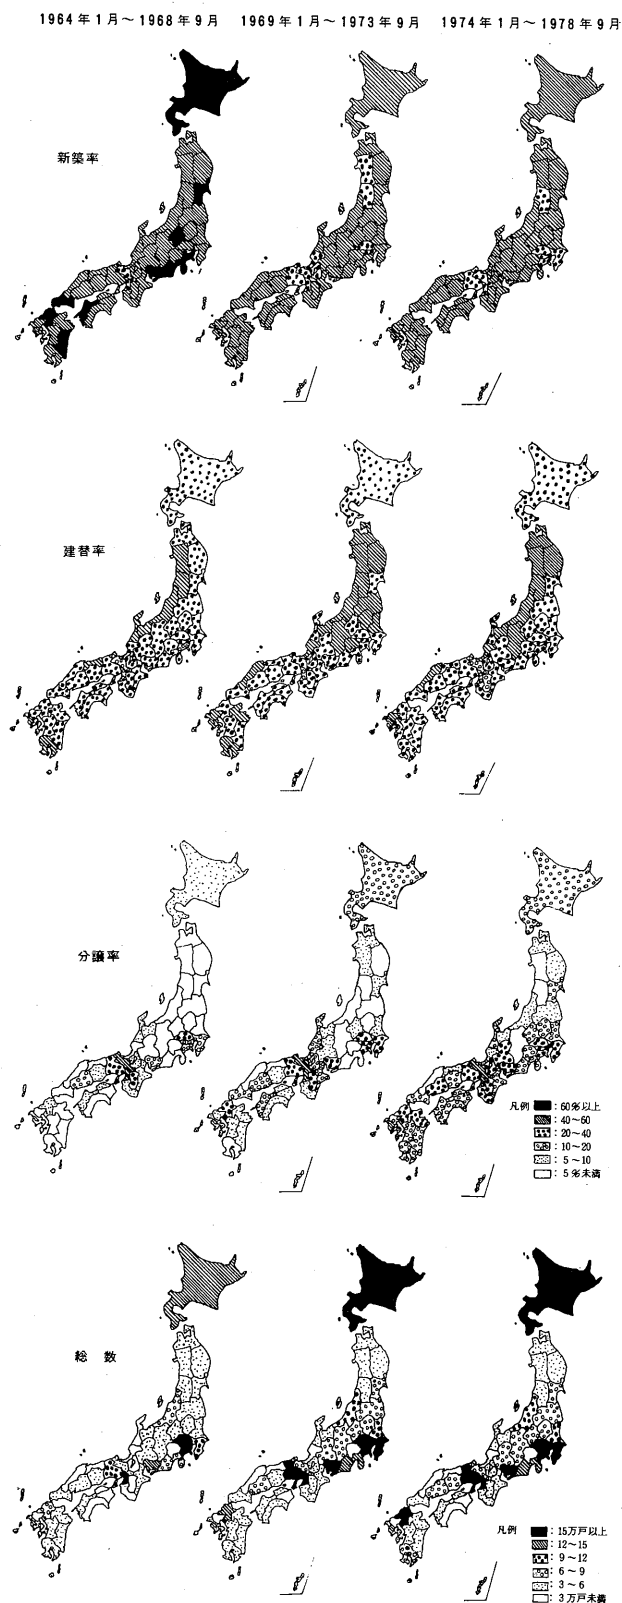 1964年1月～1968年9月 1969年1月～1973年9月 1974年1月～1978年9月
新築率
建替率
分譲率
凡例 : 60%以上
: 40～60
: 20～40
: 10～20
: 5～10
: 5%未満
総数
凡例 : 15万戸以上
: 12～15
: 9～12
: 6～9
: 3～6
: 3万戸未満